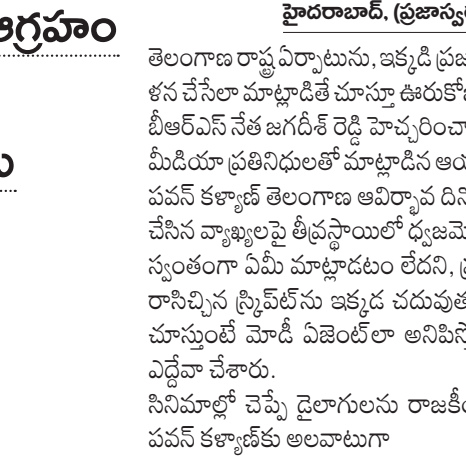 ఆగ్రహం
హైదరాబాద్, (ప్రజాస్వ
తెలంగాణ రాష్ట్ర ఏర్పాటును, ఇక్కడి ప్రజ
ళన చేసేలా మాట్లాడితే చూస్తూ ఊరుకో
బీఆర్ఎస్ నేత జగదీశ్ రెడ్డి హెచ్చరించా
మీడియా ప్రతినిధులతో మాట్లాడిన ఆయ
పవన్ కళ్యాణ్ తెలంగాణ ఆవిర్భావ దిన
చేసిన వ్యాఖ్యలపై తీవ్రస్థాయిలో ధ్వజమె
స్వంతంగా ఏమీ మాట్లాడటం లేదని,
రాసిచ్చిన స్క్రిప్ట్‌ను ఇక్కడ చదువుత
చూస్తుంటే మోడీ ఏజెంట్‌లా అనిపిస్త
ఎద్దేవా చేశారు.
సినిమాల్లో చెప్పే డైలాగులను రాజకీ
పవన్ కళ్యాణ్‌కు అలవాటుగా